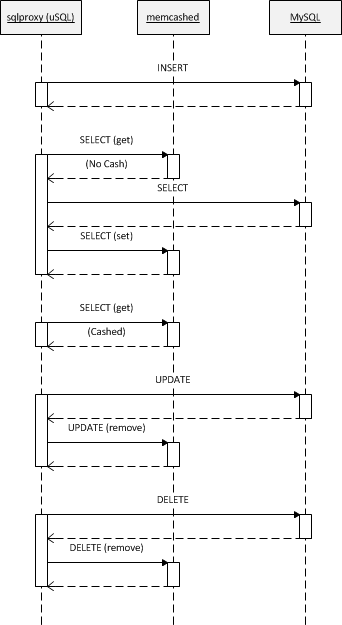 sqlproxy (uSQL)
memcashed
MySQL
INSERT
SELECT (get)
(No Cash)
SELECT
SELECT (set)
SELECT (get)
(Cashed)
UPDATE
UPDATE (remove)
DELETE
DELETE (remove)